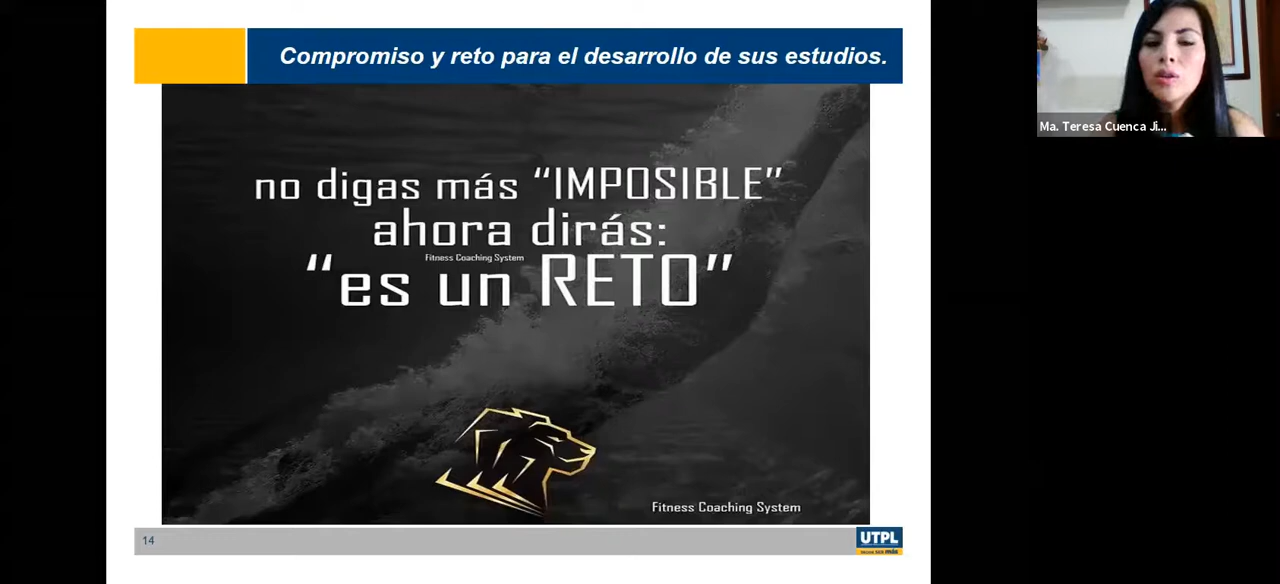 Compromiso y reto para el desarrollo de sus estudios.
Ma. Teresa Cuenca Ji...
no digas más “IMPOSIBLE”
ahora dirás:
Fitness Coaching System
“es un RETO”
Fitness Coaching System
14
UTPL